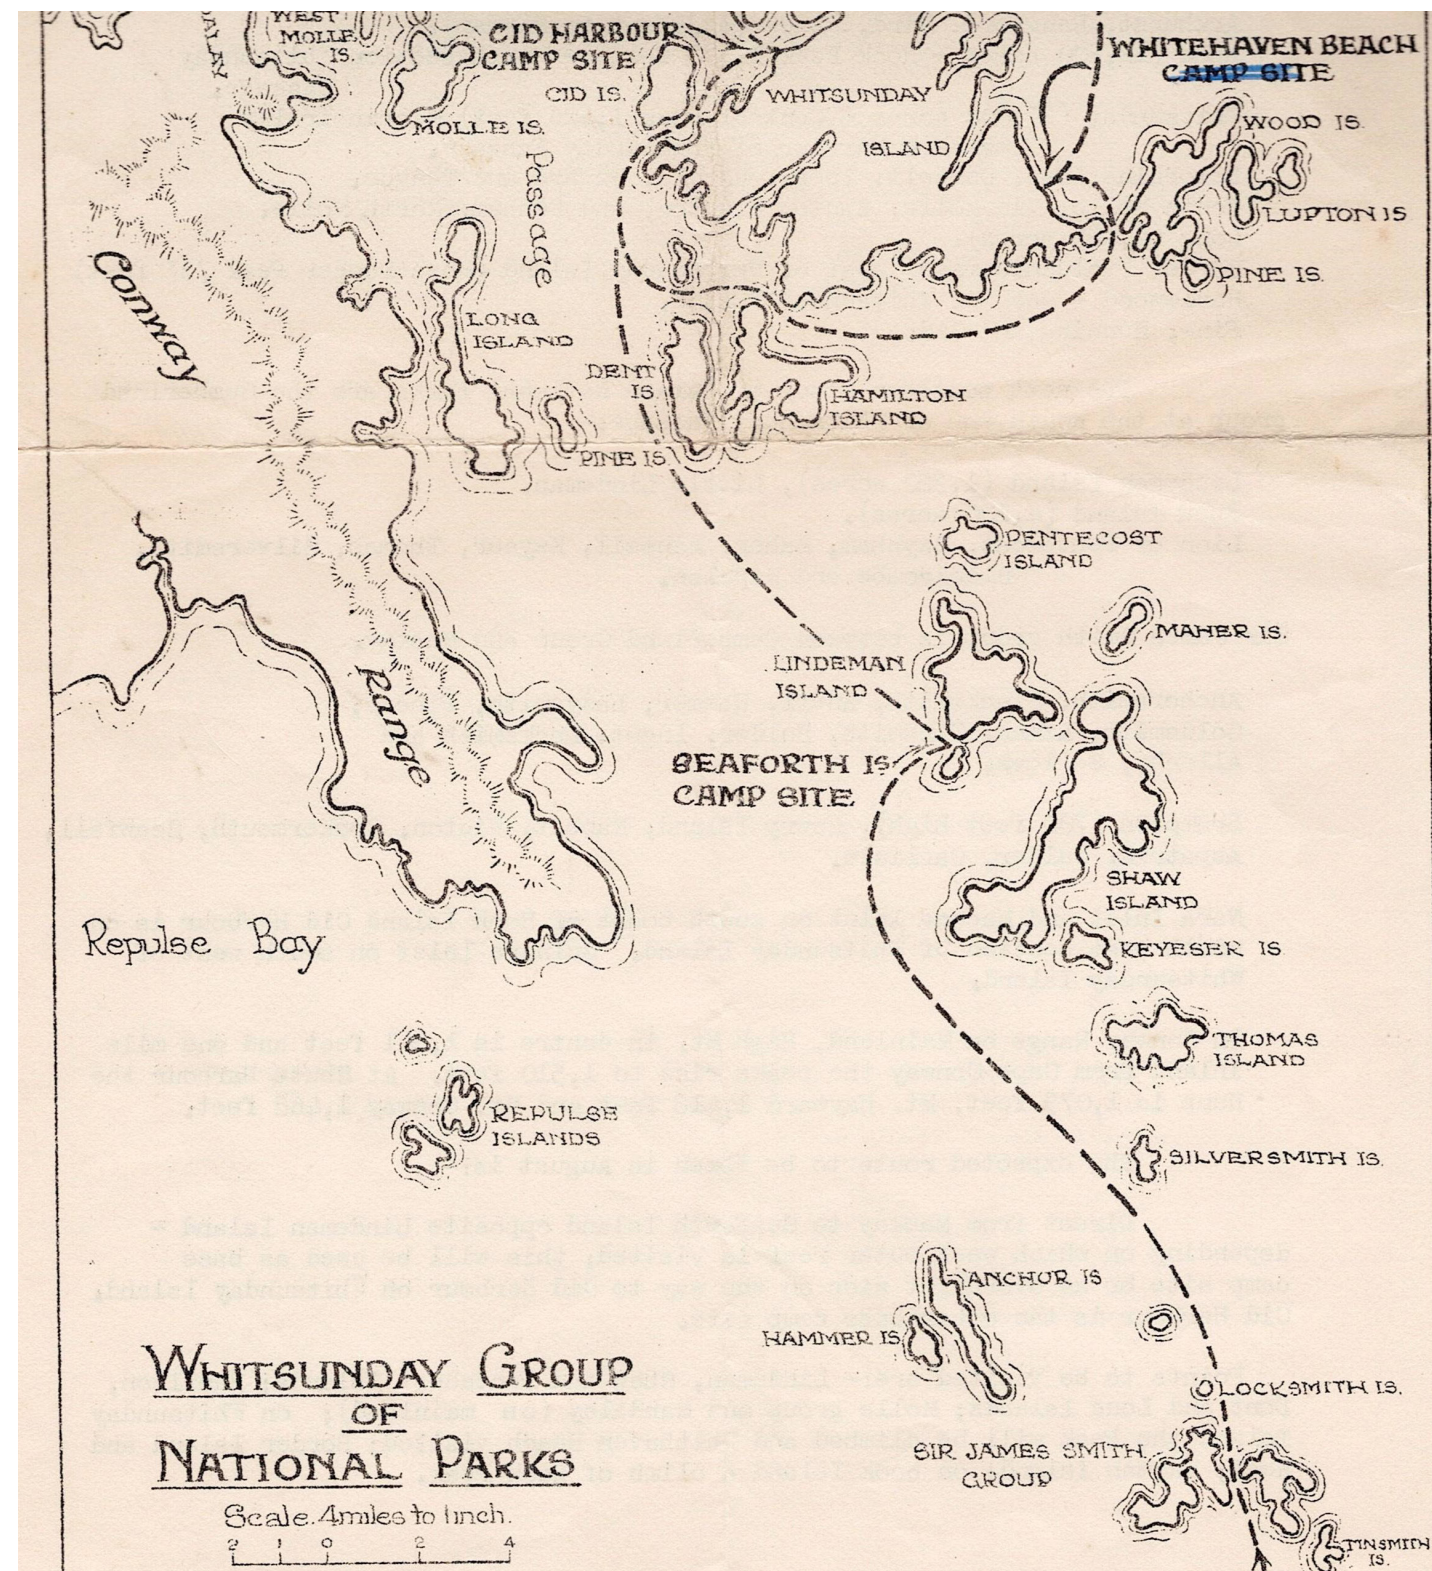 WEST
MOLLE
IS.
CID HARBOUR
CAMP SITE
WHITEHAVEN BEACH
CAMP SITE
CID IS.
WHITSUNDAY
ISLAND
MOLLE IS.
WOOD IS.
LUPTON IS
PINE IS.
Passage
Conway
LONG
ISLAND
DENT
IS.
HAMILTON
ISLAND
PINE IS.
PENTECOST
ISLAND
MAHER IS.
LINDEMAN
ISLAND
Range
SEAFORTH IS.
CAMP SITE
SHAW
ISLAND
KEYESER IS
Repulse Bay
THOMAS
ISLAND
REPULSE
ISLANDS
SILVERSMITH IS.
ANCHOR IS
HAMMER IS.
WHITSUNDAY GROUP
OF
NATIONAL PARKS
LOCKSMITH IS.
SIR JAMES SMITH
GROUP
Scale. 4 miles to 1 inch.
2 1 0 2 4
TINSMITH
IS.